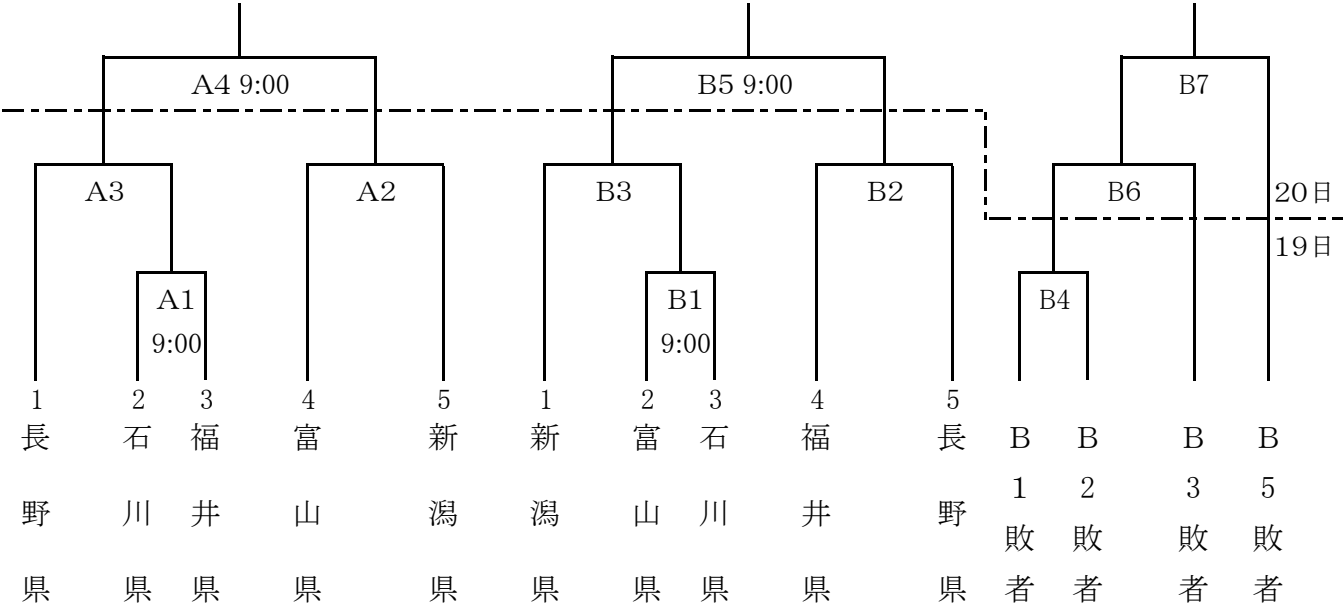 A4 9:00
B5 9:00
B7
A3
A2
B3
B2
B6
20日
19日
A1
9:00
B1
9:00
B4
1 長野県
2 石川県
3 福井県
4 富山県
5 新潟県
1 新潟県
2 富山県
3 石川県
4 福井県
5 長野県
B1敗者
B2敗者
B3敗者
B5敗者